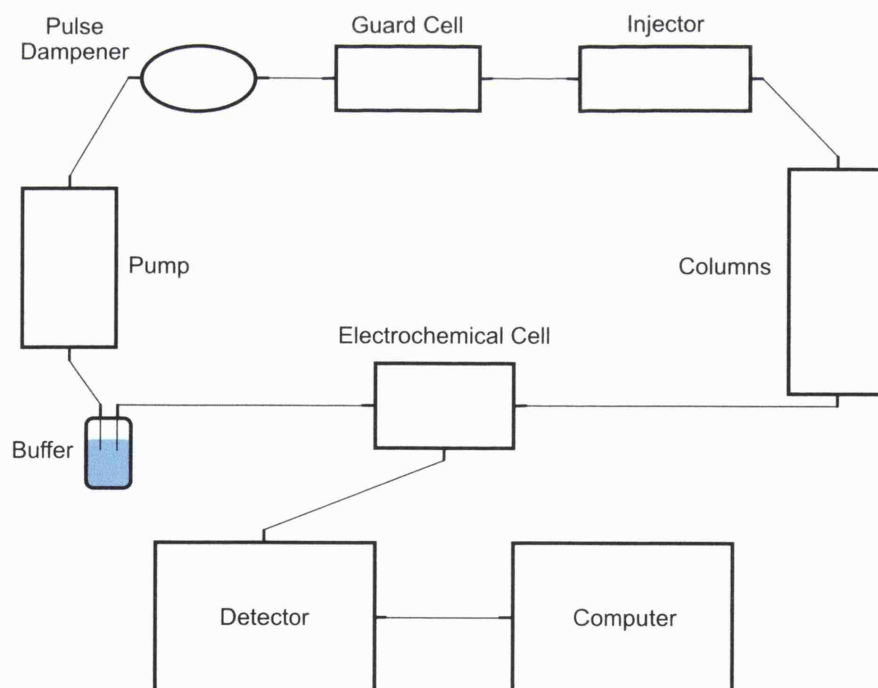 Pulse
Dampener
Guard Cell
Injector
Pump
Columns
Electrochemical Cell
Buffer
Detector
Computer